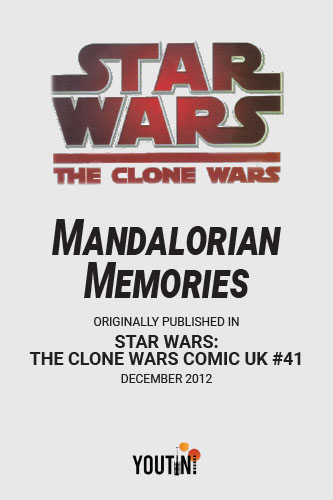 STAR
WARS
THE CLONE WARS
MANDALORIAN
MEMORIES
ORIGINALLY PUBLISHED IN
STAR WARS:
THE CLONE WARS COMIC UK #41
DECEMBER 2012
YOUTINI